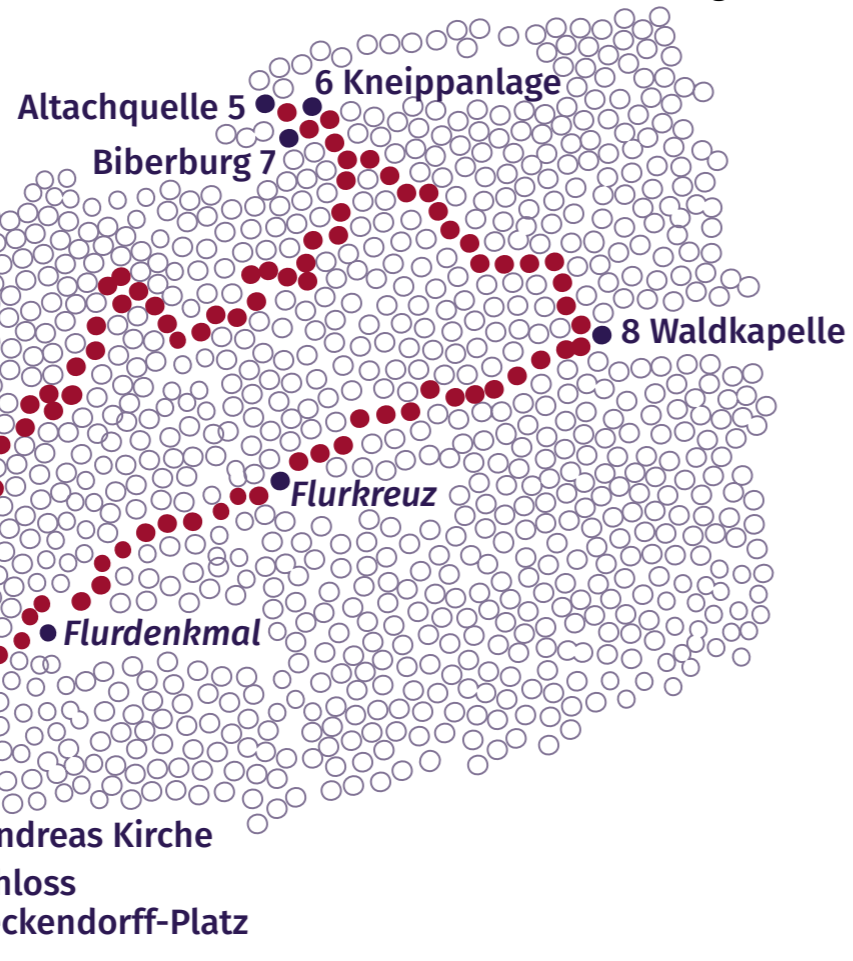 6 Kneippanlage
Altachquelle 5
Biberburg 7
8 Waldkapelle
Flurkreuz
Flurdenkmal
ndreas Kirche
hloss
ckendorff-Platz